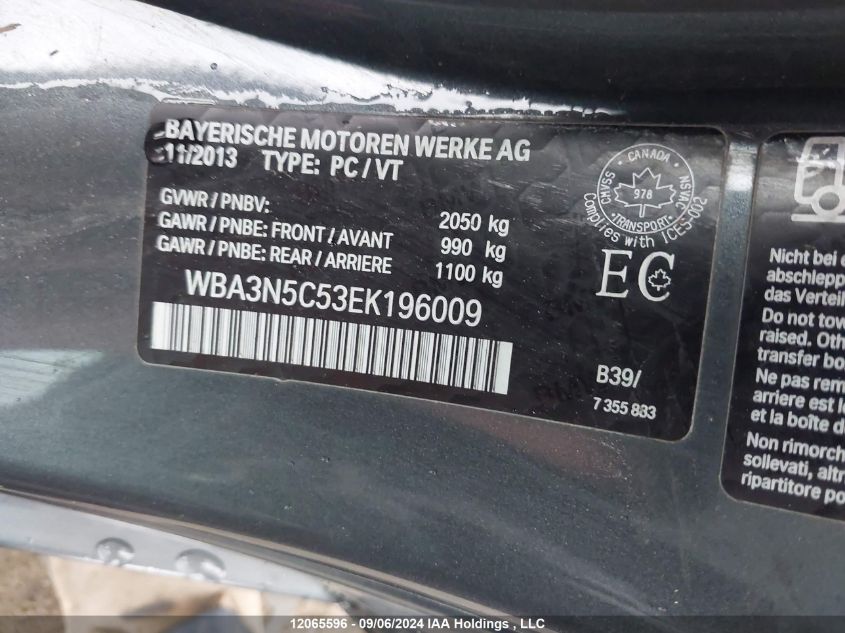 BAYERISCHE MOTOREN WERKE AG
11/2013 TYPE: PC/VT
GVWR/PNBV: 2050 kg
GAWR/PNBE: FRONT/AVANT 990 kg
GAWR/PNBE: REAR/ARRIERE 1100 kg
WBA3N5C53EK196009
CANADA
978
TRANSPORT
CMVSS
NSVAC
Complies with ICES-002
EC
B39/
7 355 883
Nicht bei
abschlepp
das Verteil
Do not tow
raised. Oth
transfer bo
Ne pas rem
arriere est le
et la boîte d
Non rimorch
sollevati, altr
ripartitore po
12065596 - 09/06/2024 IAA Holdings , LLC